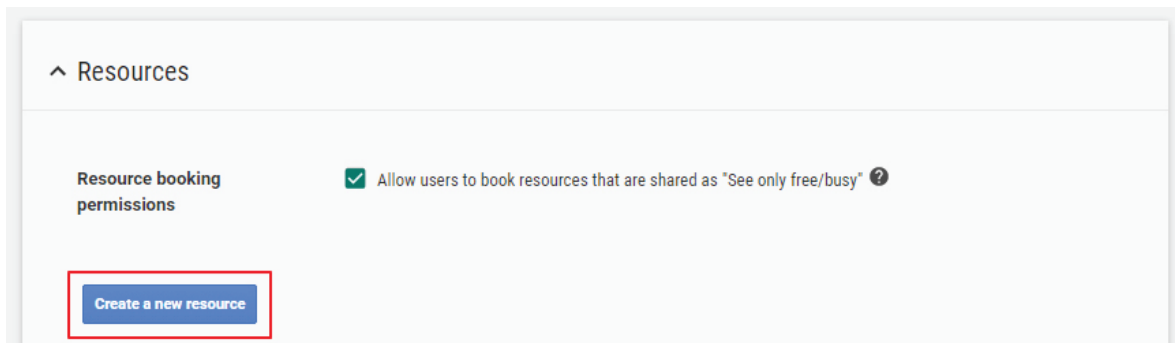 Resources
Resource booking
permissions
Allow users to book resources that are shared as "See only free/busy" ?
Create a new resource